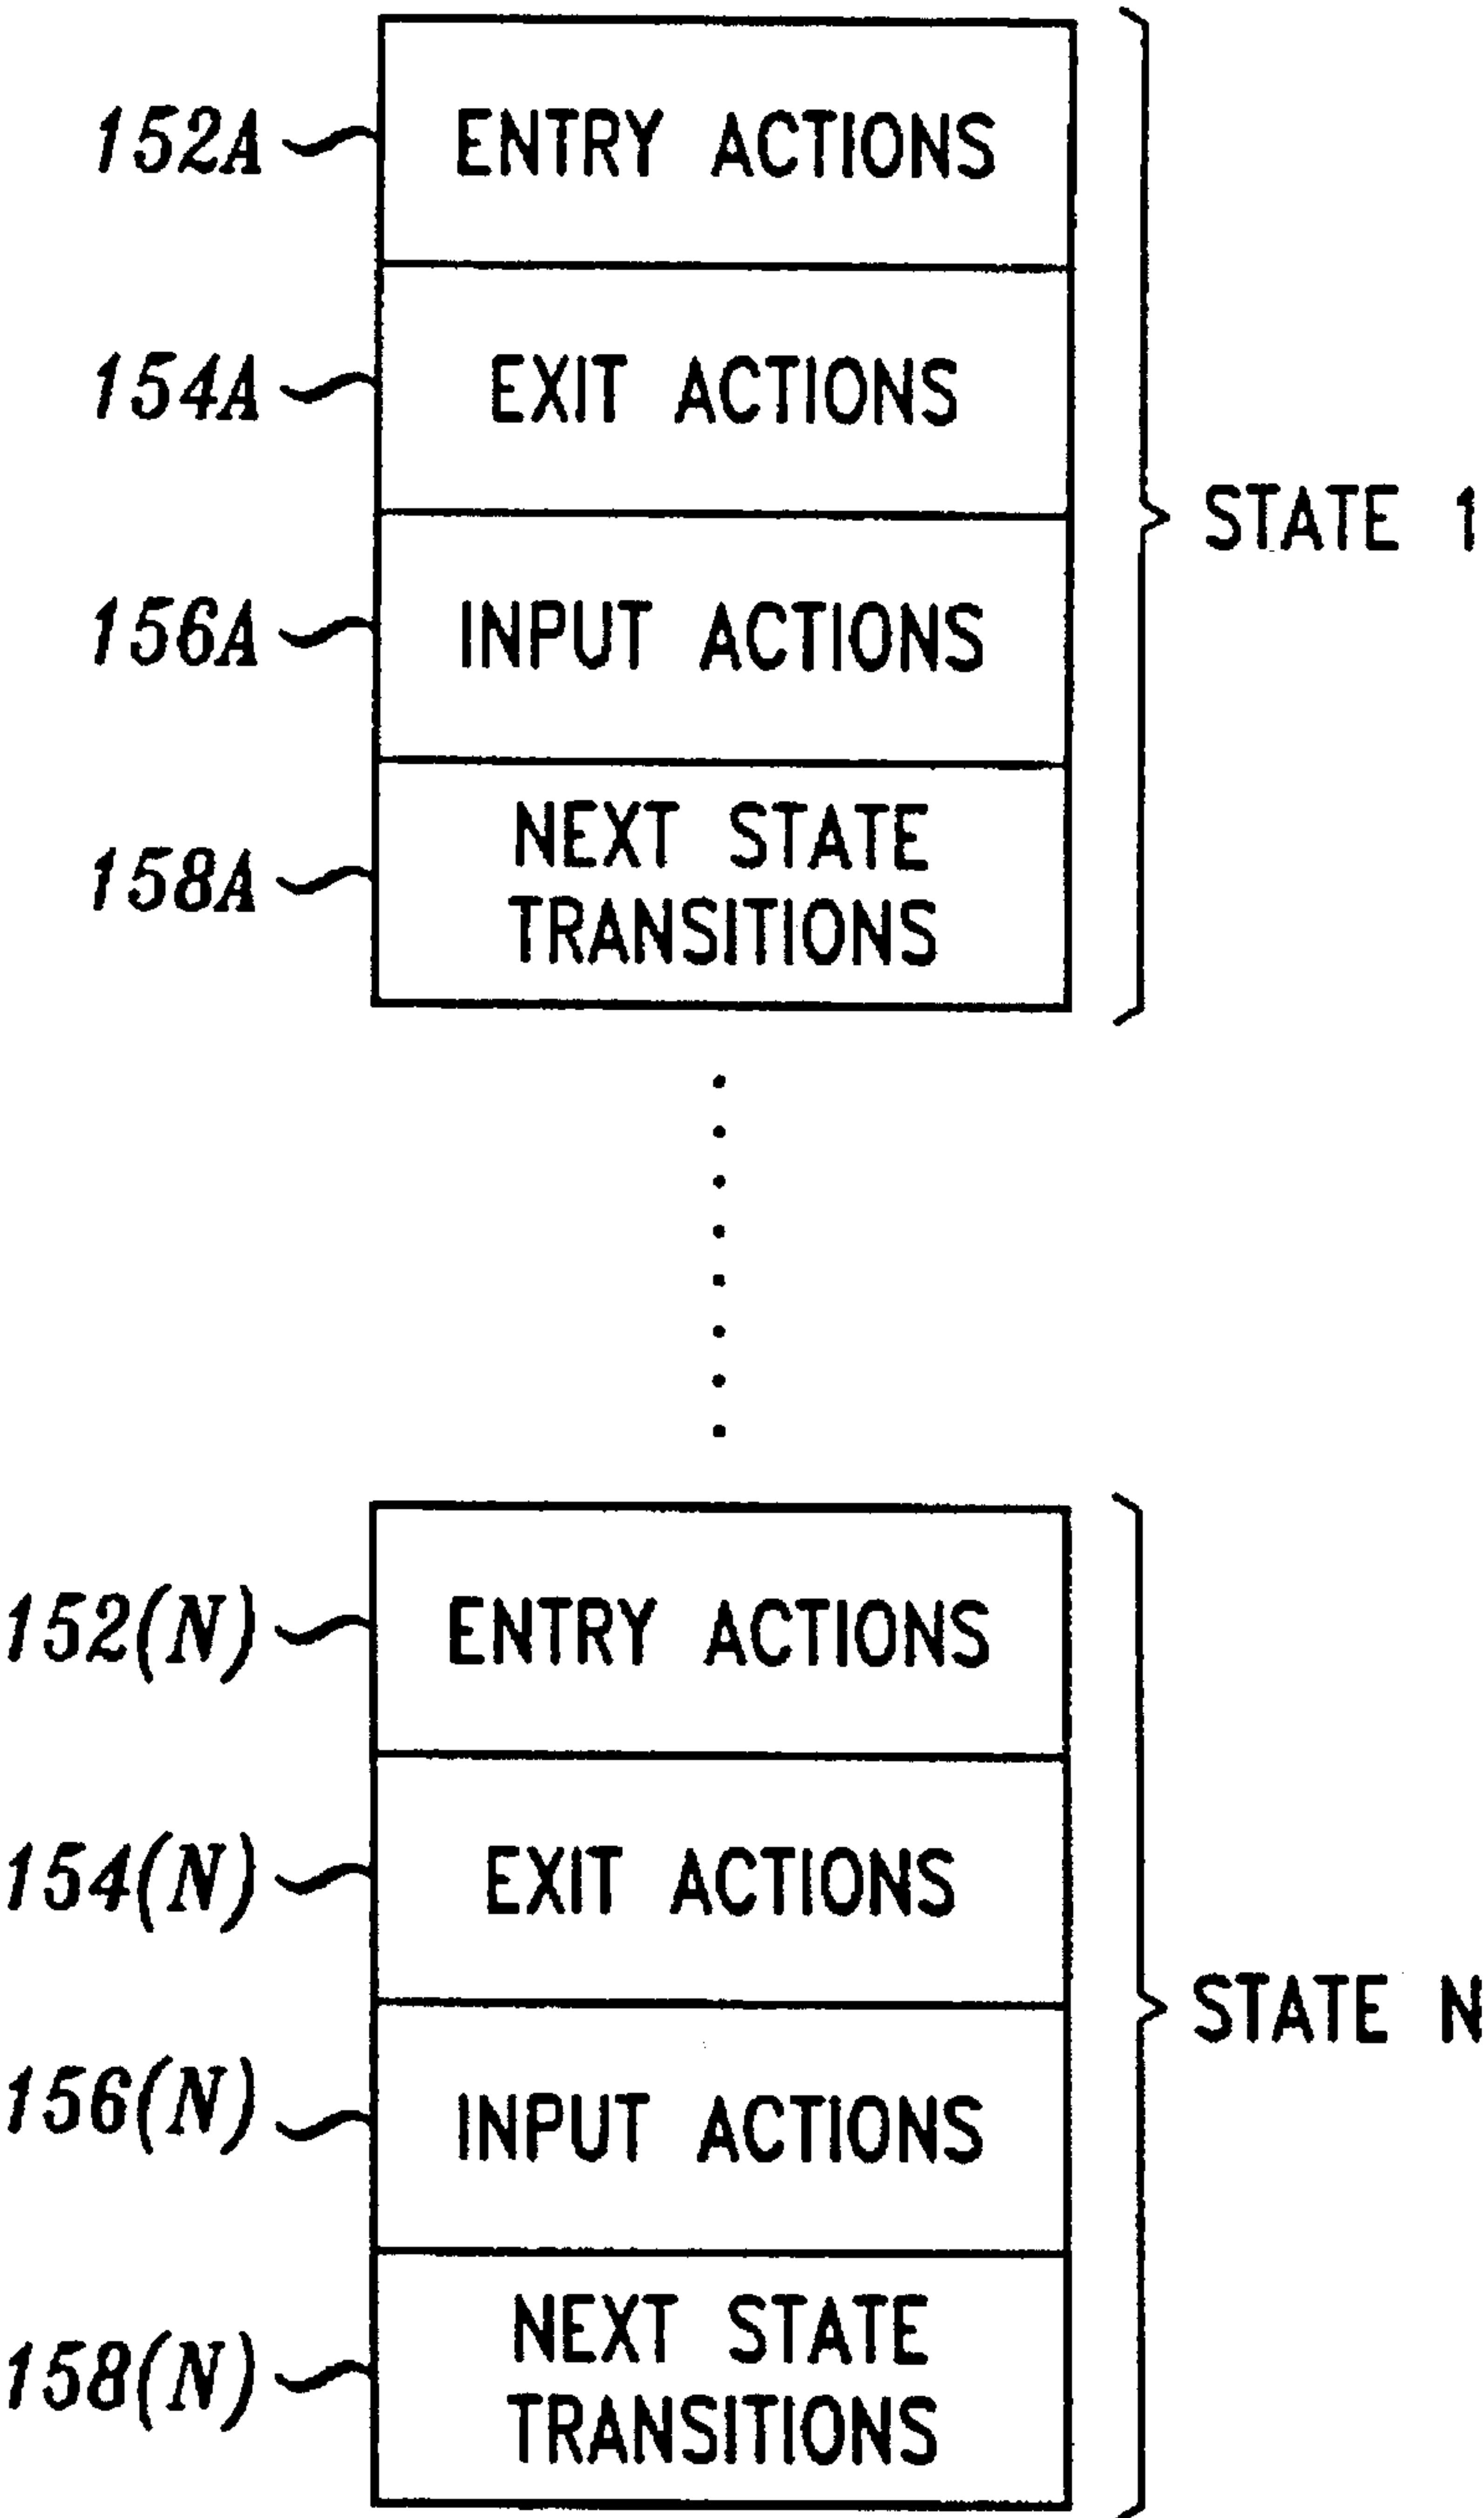 152A ENTRY ACTIONS
154A EXIT ACTIONS
STATE 1
156A INPUT ACTIONS
NEXT STATE
158A
TRANSITIONS
152(N) ENTRY ACTIONS
154(N) EXIT ACTIONS
STATE N
156(N) INPUT ACTIONS
NEXT STATE
158(N)
TRANSITIONS